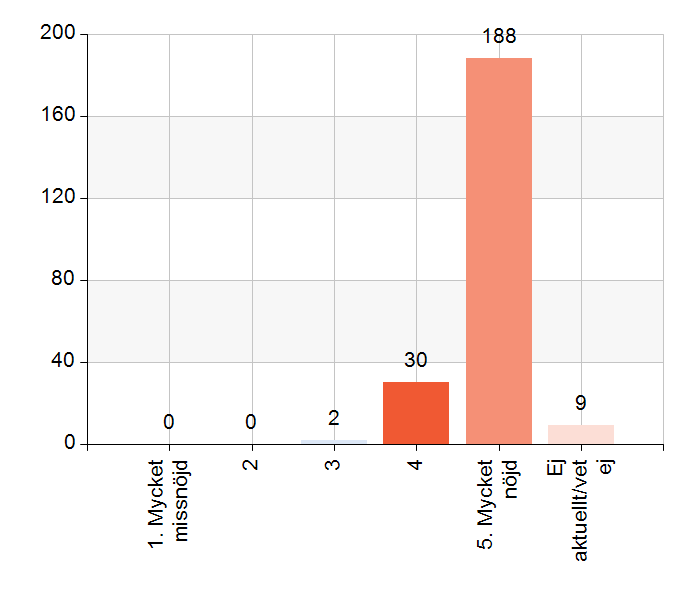 200
160
120
80
40
0
0
0
2
30
188
9
1. Mycket
missnöjd
2
3
4
5. Mycket
nöjd
Ej
aktuellt/vet
ej